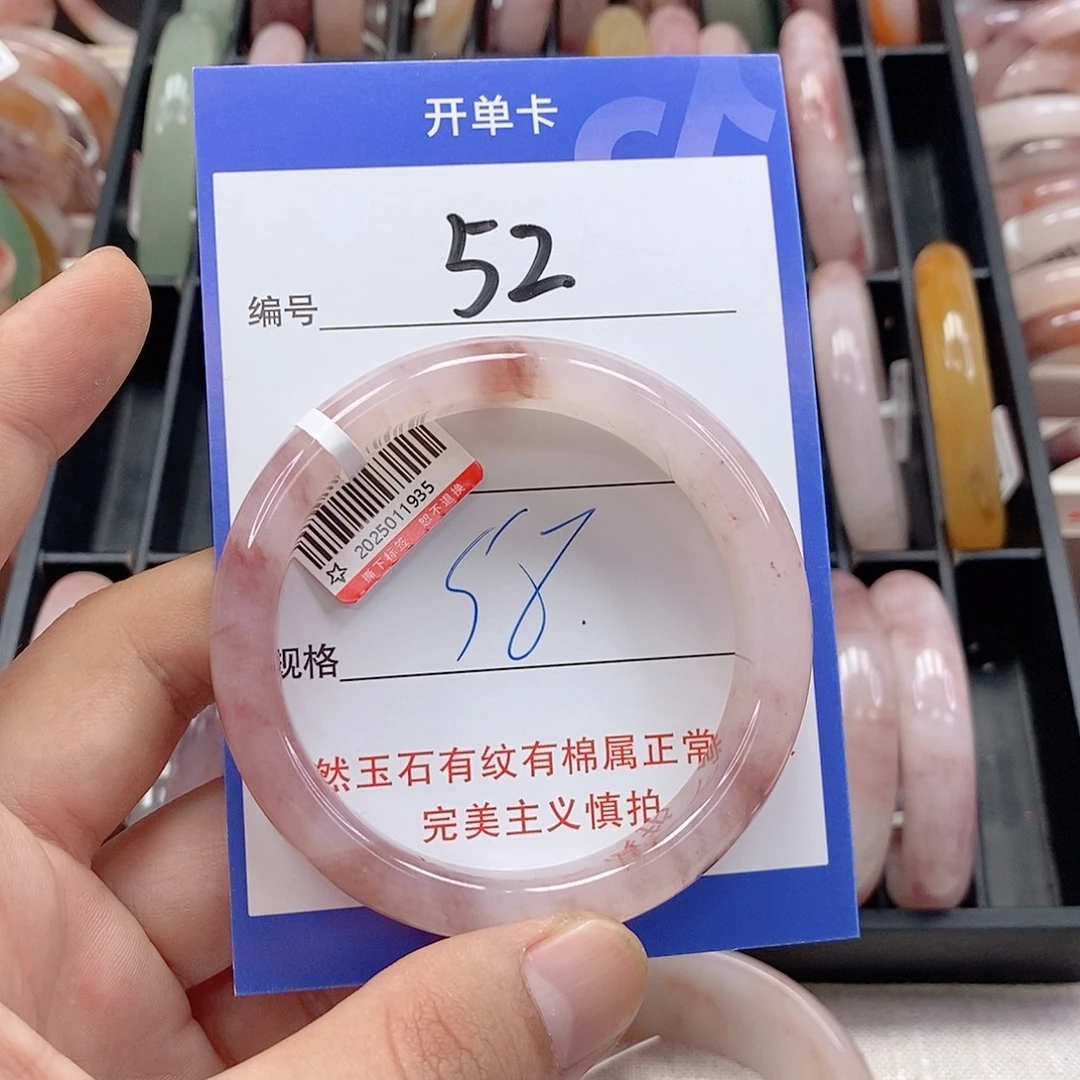 开单卡
编号 52
2025011935
撕下标签 恕不退换
规格 58.
然玉石有纹有棉属正常
完美主义慎拍